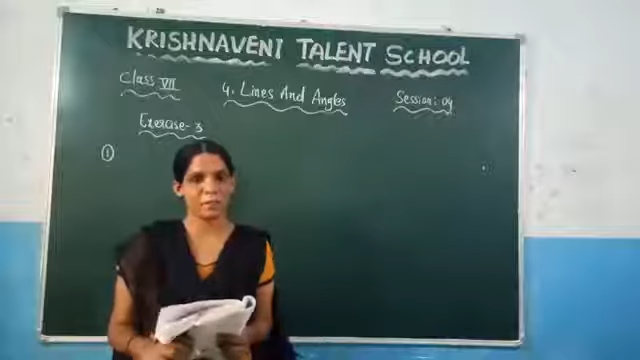 KRISHNAVENI TALENT SCHOOL
Class VII
4. Lines And Angles
Session: 04
Exercise-3
①